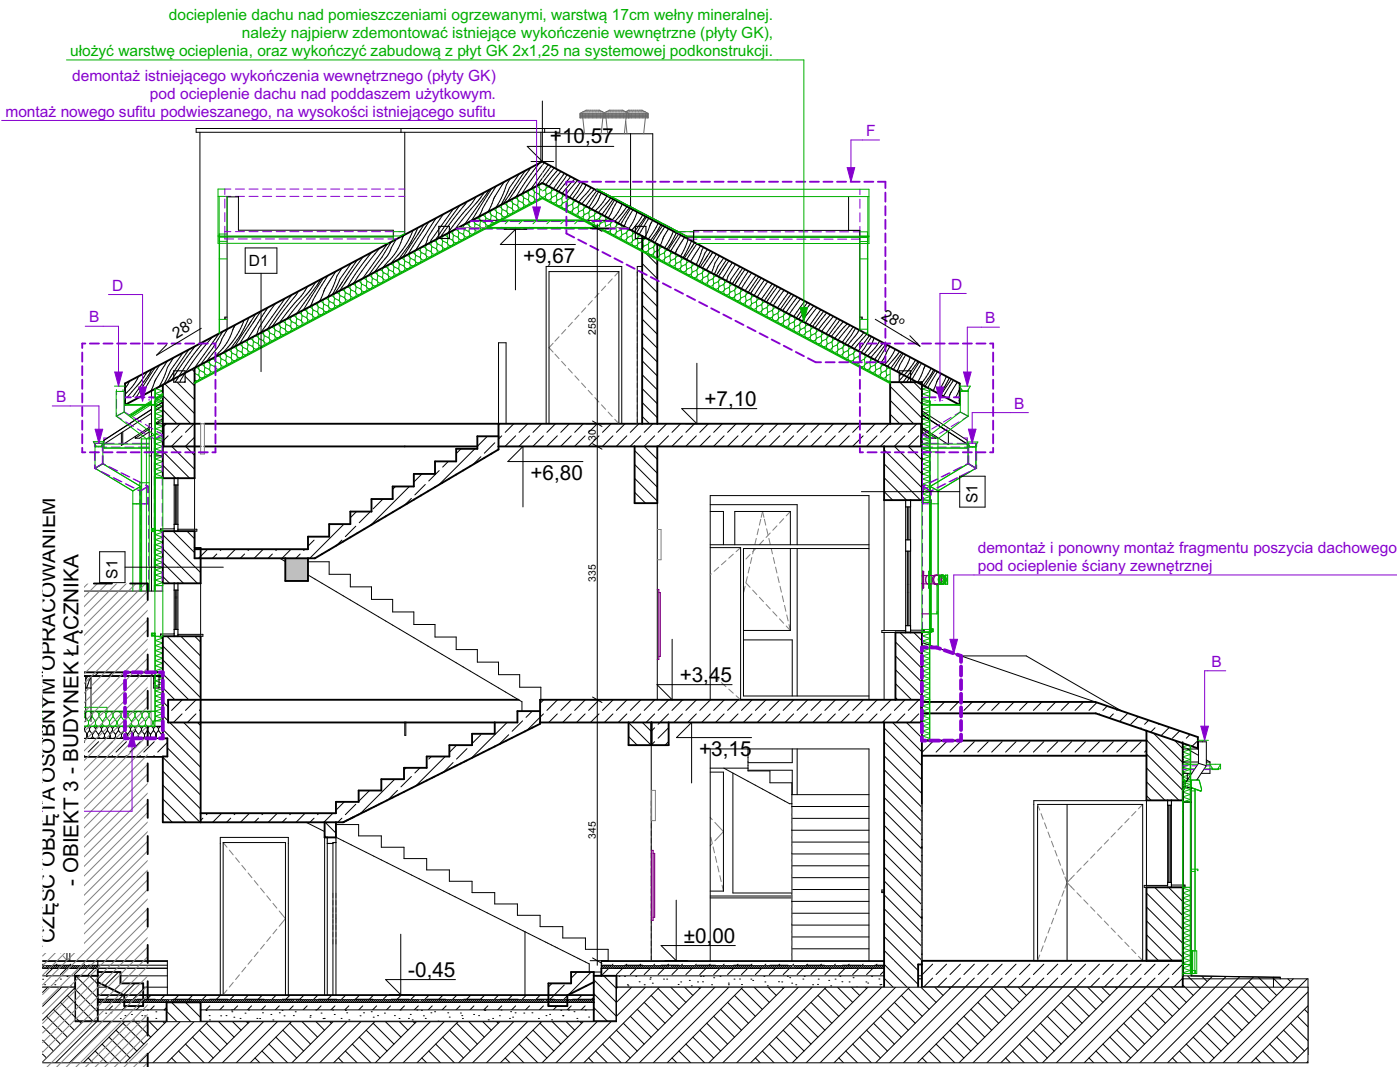 docieplenie dachu nad pomieszczeniami ogrzewanymi, warstwą 17cm wełny mineralnej.
należy najpierw zdemontować istniejące wykończenie wewnętrzne (płyty GK),
ułożyć warstwę ocieplenia, oraz wykończyć zabudową z płyt GK 2x1,25 na systemowej podkonstrukcji.
demontaż istniejącego wykończenia wewnętrznego (płyty GK)
pod ocieplenie dachu nad poddaszem użytkowym.
montaż nowego sufitu podwieszanego, na wysokości istniejącego sufitu
+10,57
F
+9,67
D1
D
D
B
B
28°
28°
258
B
B
+7,10
30
+6,80
S1
S1
CZĘŚĆ OBJĘTA OSOBNYM OPRACOWANIEM
- OBIEKT 3 - BUDYNEK ŁĄCZNIKA
demontaż i ponowny montaż fragmentu poszycia dachowego
pod ocieplenie ściany zewnętrznej
335
+3,45
B
+3,15
345
±0,00
-0,45